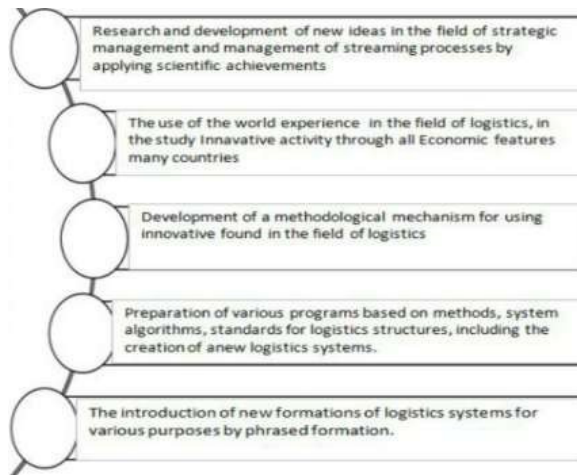 Research and development of new ideas in the field of strategic
management and management of streaming processes by
applying scientific achievements
The use of the world experience in the field of logistics, in
the study Innavative activity through all Economic features
many countries
Development of a methodological mechanism for using
innovative found in the field of logistics
Preparation of various programs based on methods, system
algorithms, standards for logistics structures, including the
creation of anew logistics systems.
The introduction of new formations of logistics systems for
various purposes by phrased formation.